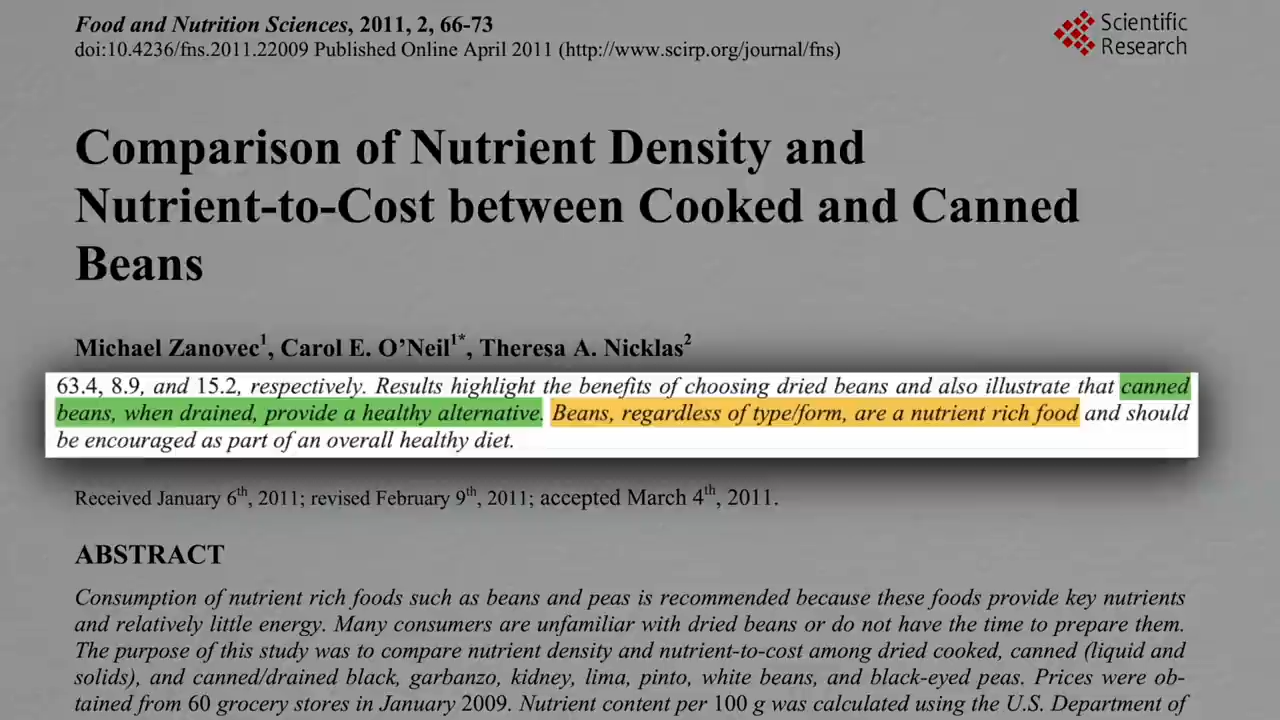 Food and Nutrition Sciences, 2011, 2, 66-73
doi:10.4236/fns.2011.22009 Published Online April 2011 (http://www.scirp.org/journal/fns)
Scientific
Research
Comparison of Nutrient Density and
Nutrient-to-Cost between Cooked and Canned
Beans
Michael Zanovec1, Carol E. O’Neil1*, Theresa A. Nicklas2
63.4, 8.9, and 15.2, respectively. Results highlight the benefits of choosing dried beans and also illustrate that canned
beans, when drained, provide a healthy alternative. Beans, regardless of type/form, are a nutrient rich food and should
be encouraged as part of an overall healthy diet.
Received January 6th, 2011; revised February 9th, 2011; accepted March 4th, 2011.
ABSTRACT
Consumption of nutrient rich foods such as beans and peas is recommended because these foods provide key nutrients
and relatively little energy. Many consumers are unfamiliar with dried beans or do not have the time to prepare them.
The purpose of this study was to compare nutrient density and nutrient-to-cost among dried cooked, canned (liquid and
solids), and canned/drained black, garbanzo, kidney, lima, pinto, white beans, and black-eyed peas. Prices were ob-
tained from 60 grocery stores in January 2009. Nutrient content per 100 g was calculated using the U.S. Department of